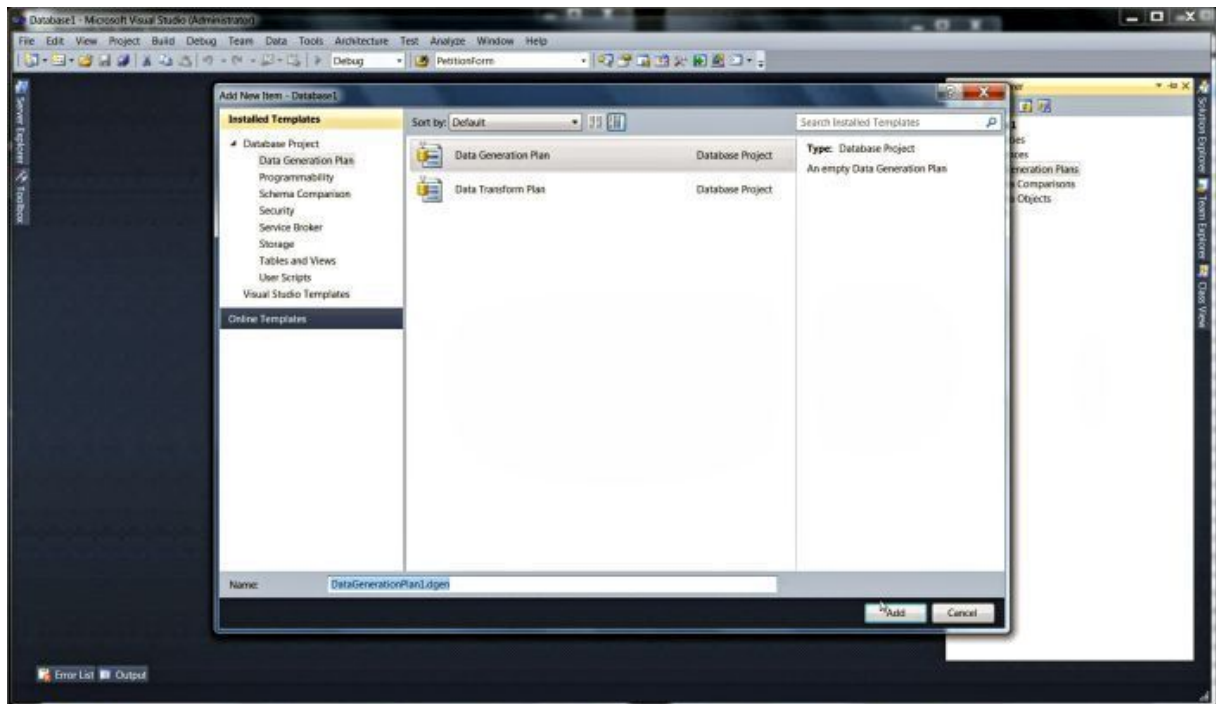 Database1 - Microsoft Visual Studio (Administrator)
File Edit View Project Build Debug Team Data Tools Architecture Test Analyze Window Help
Debug PetitionForm
Server Explorer
Toolbox
Add New Item - Database1
Installed Templates
Database Project
Data Generation Plan
Programmability
Schema Comparison
Security
Service Broker
Storage
Tables and Views
User Scripts
Visual Studio Templates
Online Templates
Sort by: Default
Data Generation Plan Database Project
Data Transform Plan Database Project
Search Installed Templates
Type: Database Project
An empty Data Generation Plan
Name: DataGenerationPlan1.dgen
Add Cancel
Plans
Comparisons
Objects
Solution Explorer
Team Explorer
Class View
Error List Output